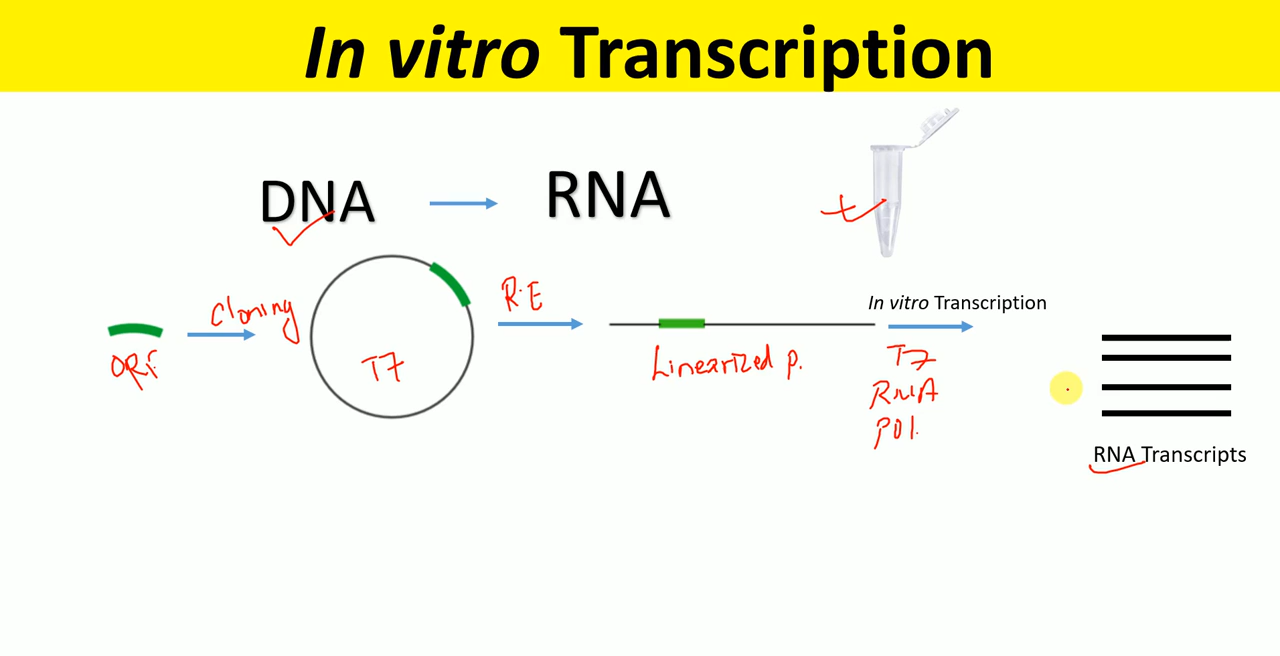 In vitro Transcription
DNA
RNA
ORF
Cloning
T7
R.E
Linearized p.
In vitro Transcription
T7
RNA
pol.
RNA Transcripts